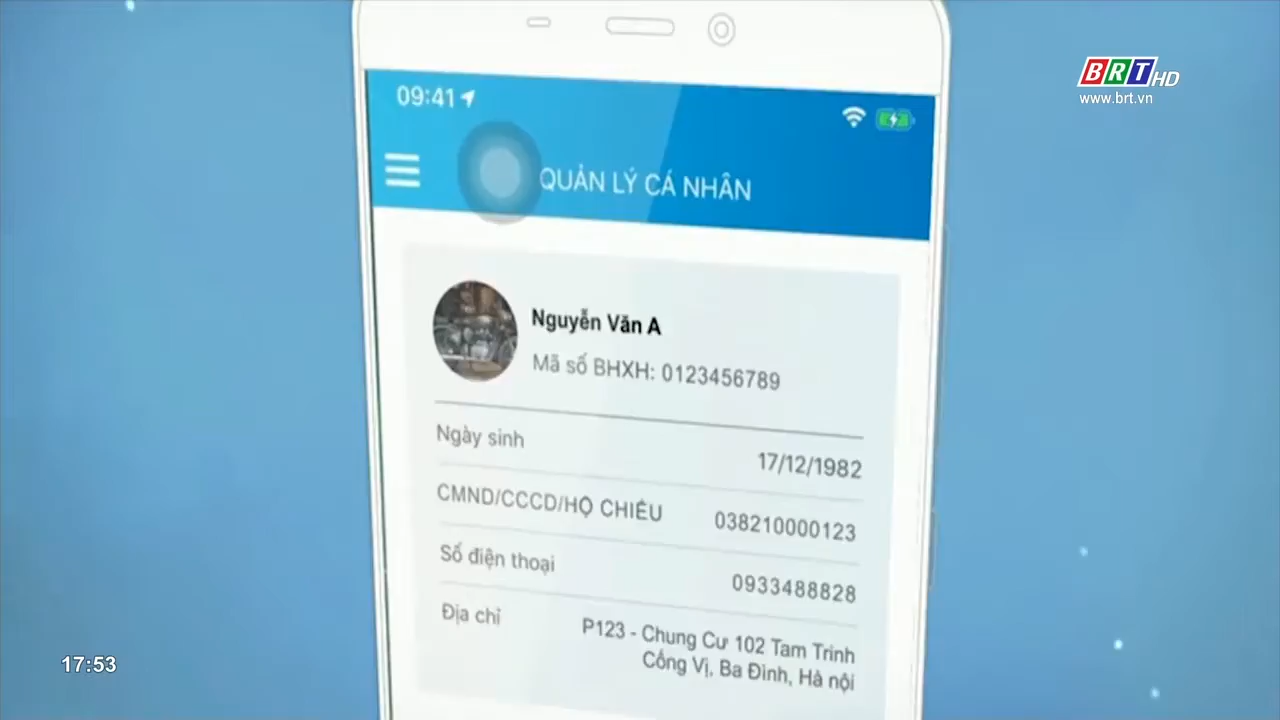 BRT HD
www.brt.vn
09:41
QUẢN LÝ CÁ NHÂN
Nguyễn Văn A
Mã số BHXH: 0123456789
Ngày sinh
17/12/1982
CMND/CCCD/HỘ CHIẾU
038210000123
Số điện thoại
0933488828
Địa chỉ
P123 - Chung Cư 102 Tam Trinh
Cống Vị, Ba Đình, Hà nội
17:53